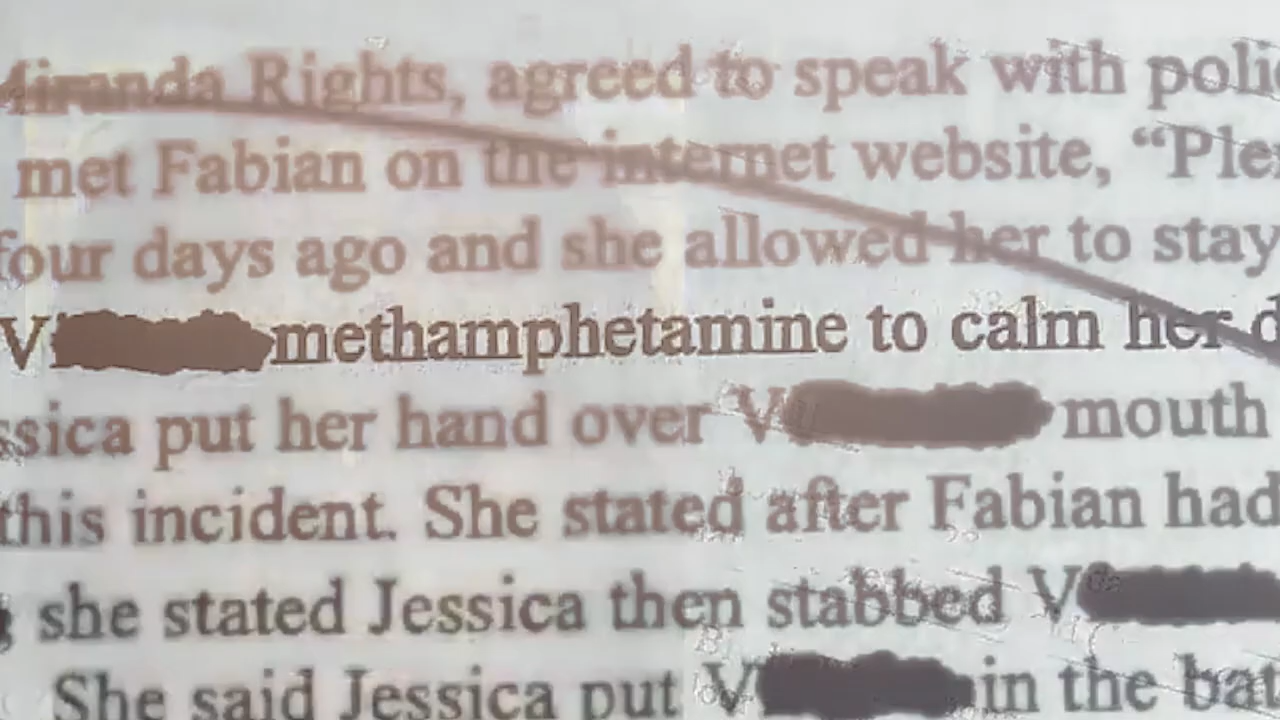 Miranda Rights, agreed to speak with polic
met Fabian on the internet website, “Ple
four days ago and she allowed her to stay
V methamphetamine to calm her d
ssica put her hand over V mouth
this incident. She stated after Fabian had
she stated Jessica then stabbed V
She said Jessica put V in the bat